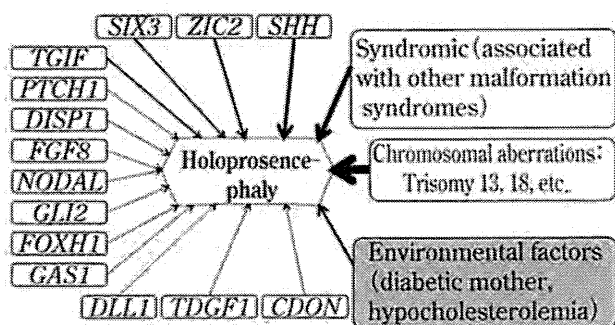 SIX3 ZIC2 SHH
TGIF
PTCH1
DISP1
FGF8
NODAL
GLI2
FOXH1
GAS1
DLL1 TDGF1 CDON
Holoprosence-
phaly
Syndromic (associated
with other malformation
syndromes)
Chromosomal aberrations:
Trisomy 13, 18, etc.
Environmental factors
(diabetic mother,
hypocholesterolemia)